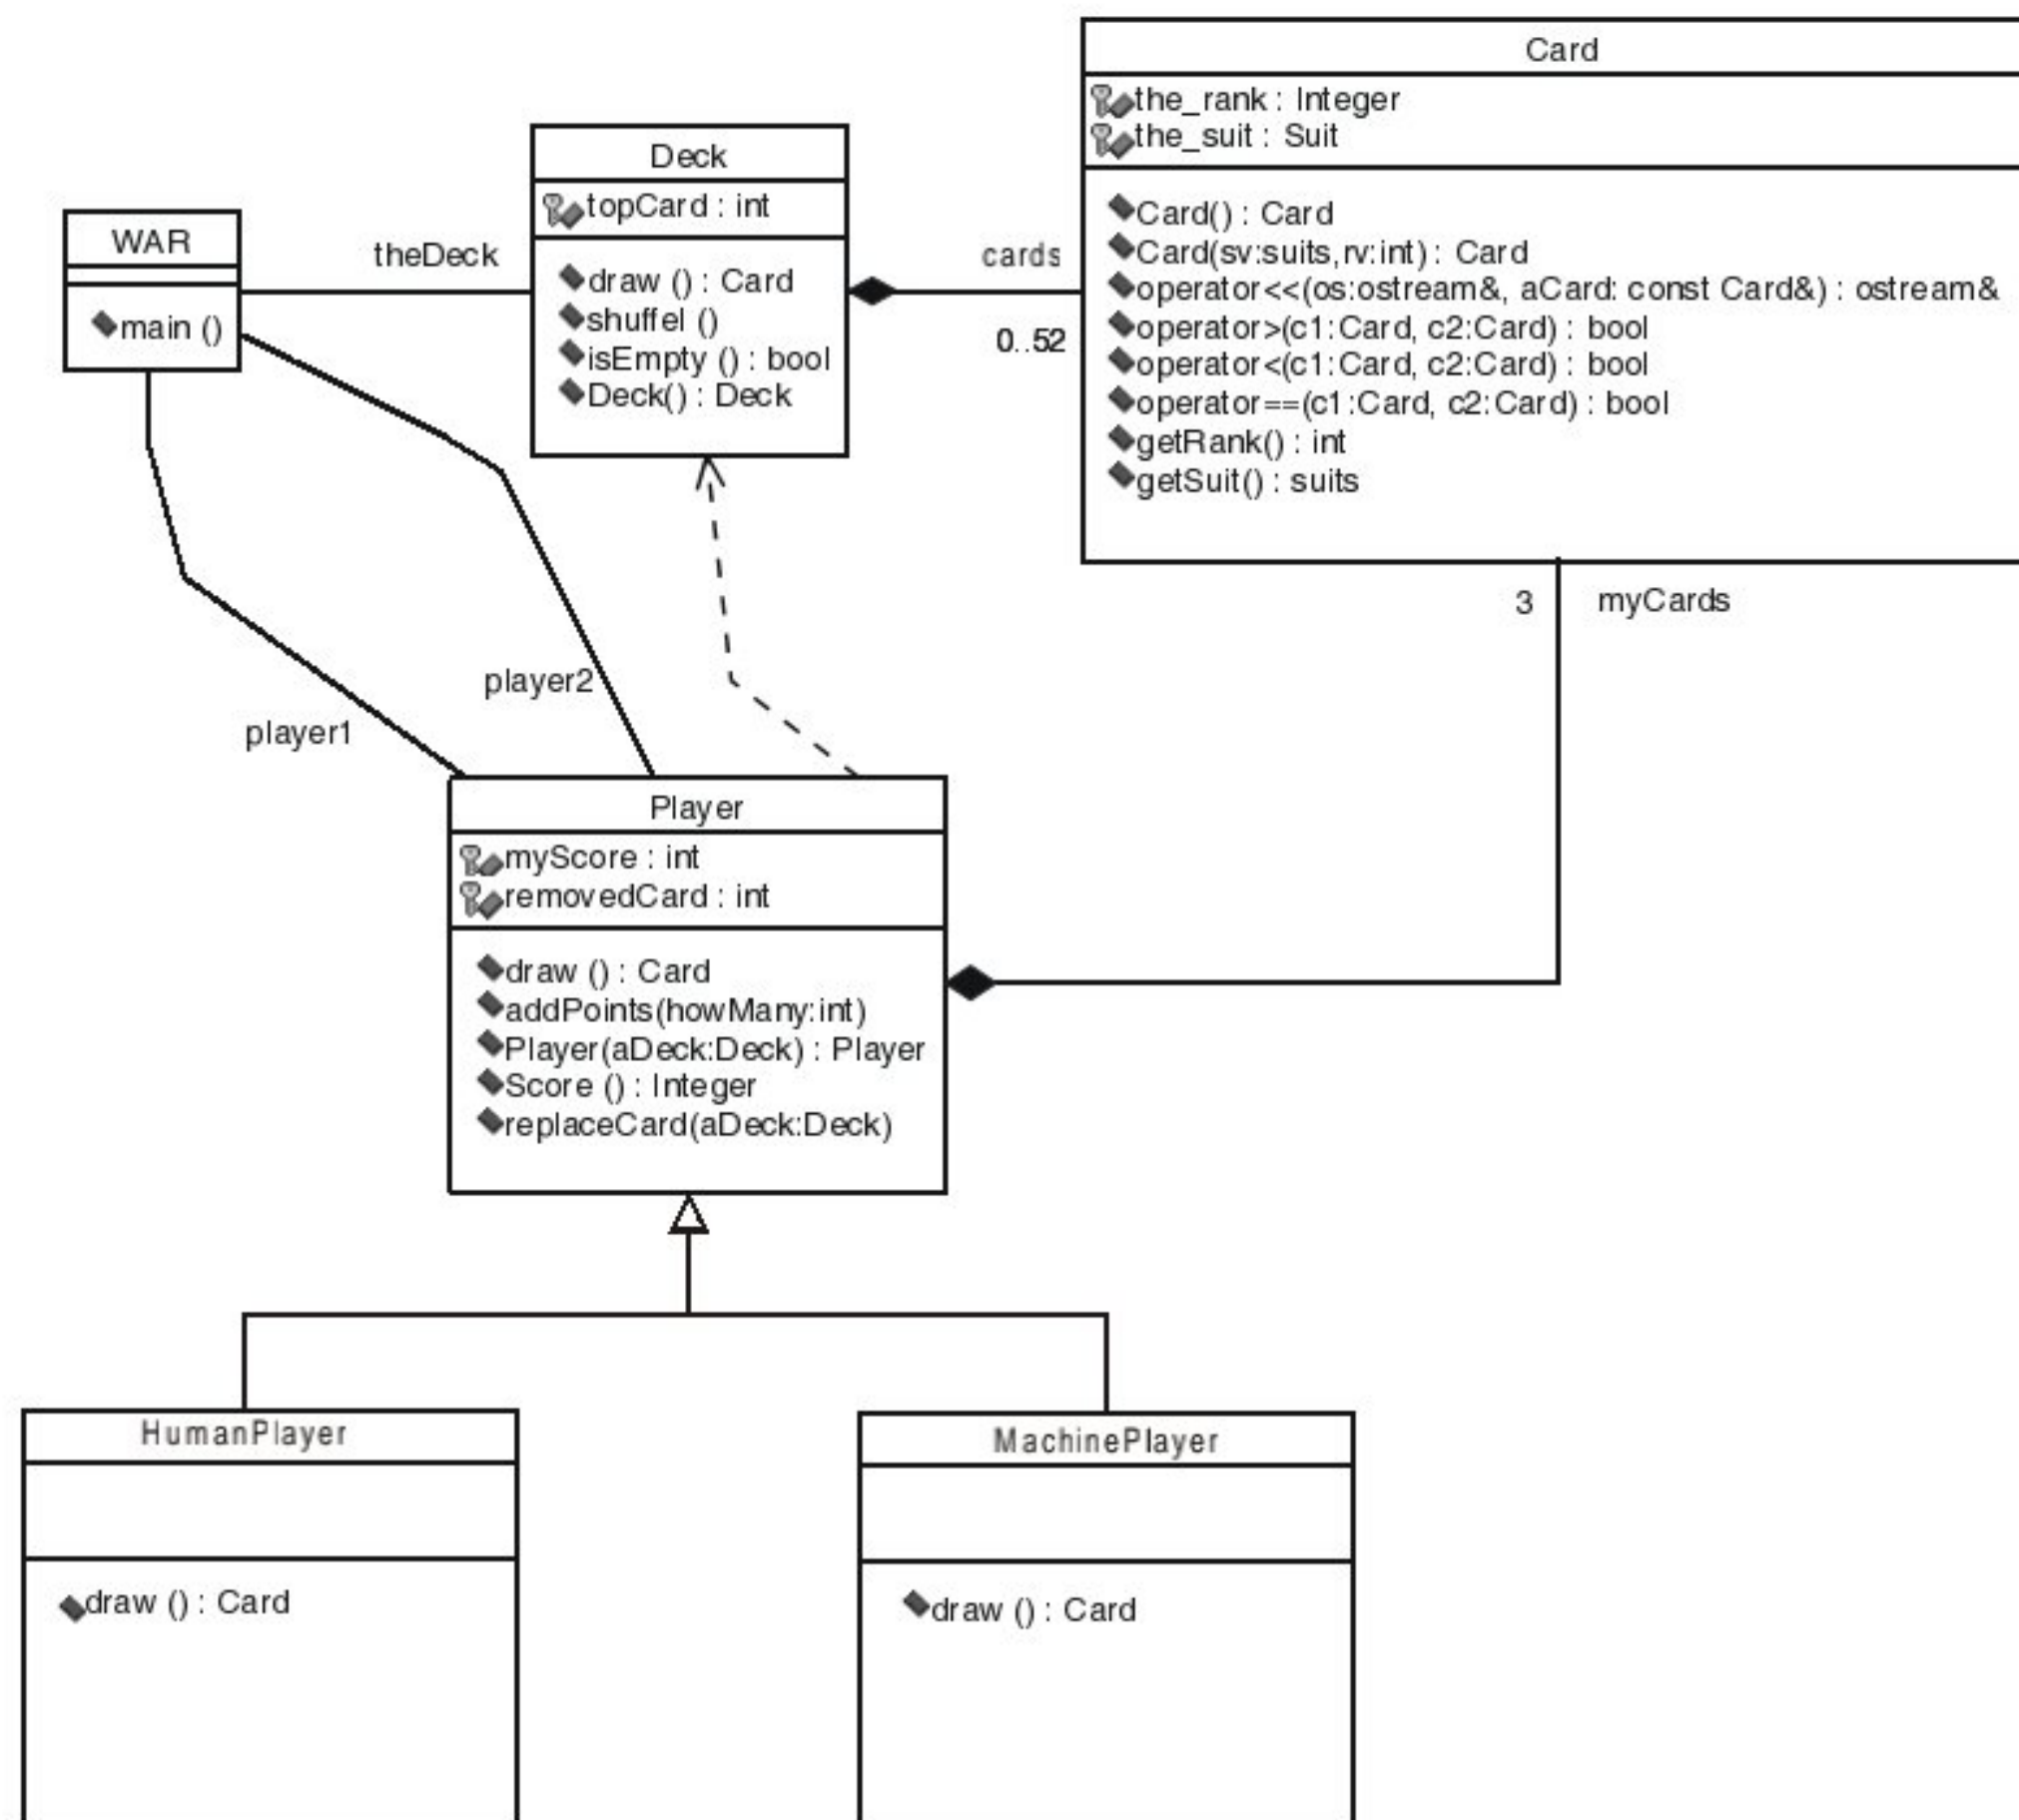 Card
the_rank : Integer
the_suit : Suit
Card() : Card
Card(sv:suits,rv:int) : Card
operator<<(os:ostream&, aCard: const Card&) : ostream&
operator>(c1:Card, c2:Card) : bool
operator<(c1:Card, c2:Card) : bool
operator==(c1:Card, c2:Card) : bool
getRank() : int
getSuit() : suits
Deck
topCard : int
draw () : Card
shuffel ()
isEmpty () : bool
Deck() : Deck
WAR
main ()
theDeck
cards
0..52
3
myCards
player2
player1
Player
myScore : int
removedCard : int
draw () : Card
addPoints(howMany:int)
Player(aDeck:Deck) : Player
Score () : Integer
replaceCard(aDeck:Deck)
HumanPlayer
draw () : Card
MachinePlayer
draw () : Card